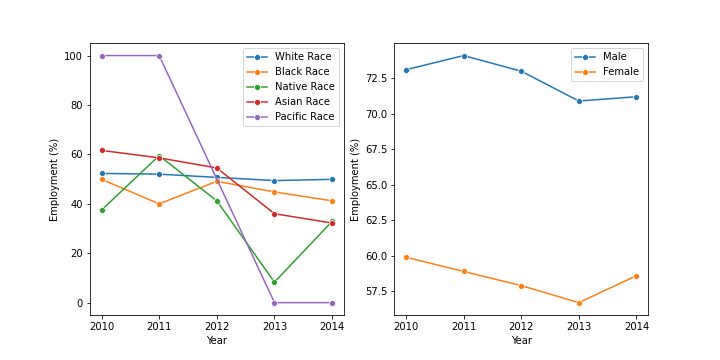 Employment (%)
100
80
60
40
20
0
2010 2011 2012 2013 2014
Year
White Race
Black Race
Native Race
Asian Race
Pacific Race
Employment (%)
72.5
70.0
67.5
65.0
62.5
60.0
57.5
2010 2011 2012 2013 2014
Year
Male
Female